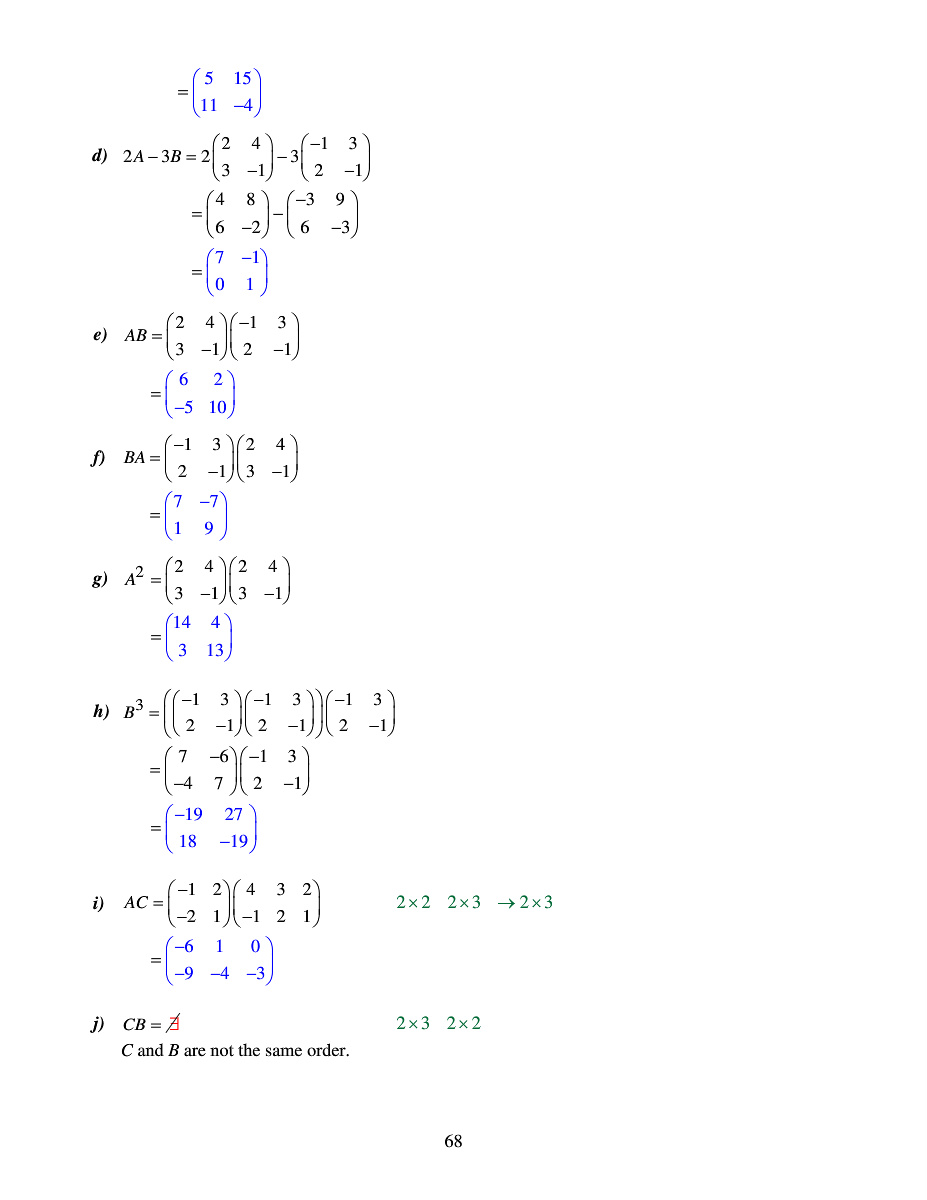 = ( 5 15
11 −4 )
d) 2A − 3B = 2 ( 2 4
3 −1 ) − 3 ( −1 3
2 −1 )
= ( 4 8
6 −2 ) − ( −3 9
6 −3 )
= ( 7 −1
0 1 )
e) AB = ( 2 4
3 −1 ) ( −1 3
2 −1 )
= ( 6 2
−5 10 )
f) BA = ( −1 3
2 −1 ) ( 2 4
3 −1 )
= ( 7 −7
1 9 )
g) A² = ( 2 4
3 −1 ) ( 2 4
3 −1 )
= ( 14 4
3 13 )
h) B³ = ( ( −1 3
2 −1 ) ( −1 3
2 −1 ) ) ( −1 3
2 −1 )
= ( 7 −6
−4 7 ) ( −1 3
2 −1 )
= ( −19 27
18 −19 )
i) AC = ( −1 2
−2 1 ) ( 4 3 2
−1 2 1 ) 2×2 2×3 → 2×3
= ( −6 1 0
−9 −4 −3 )
j) CB = ∄ 2×3 2×2
C and B are not the same order.
68